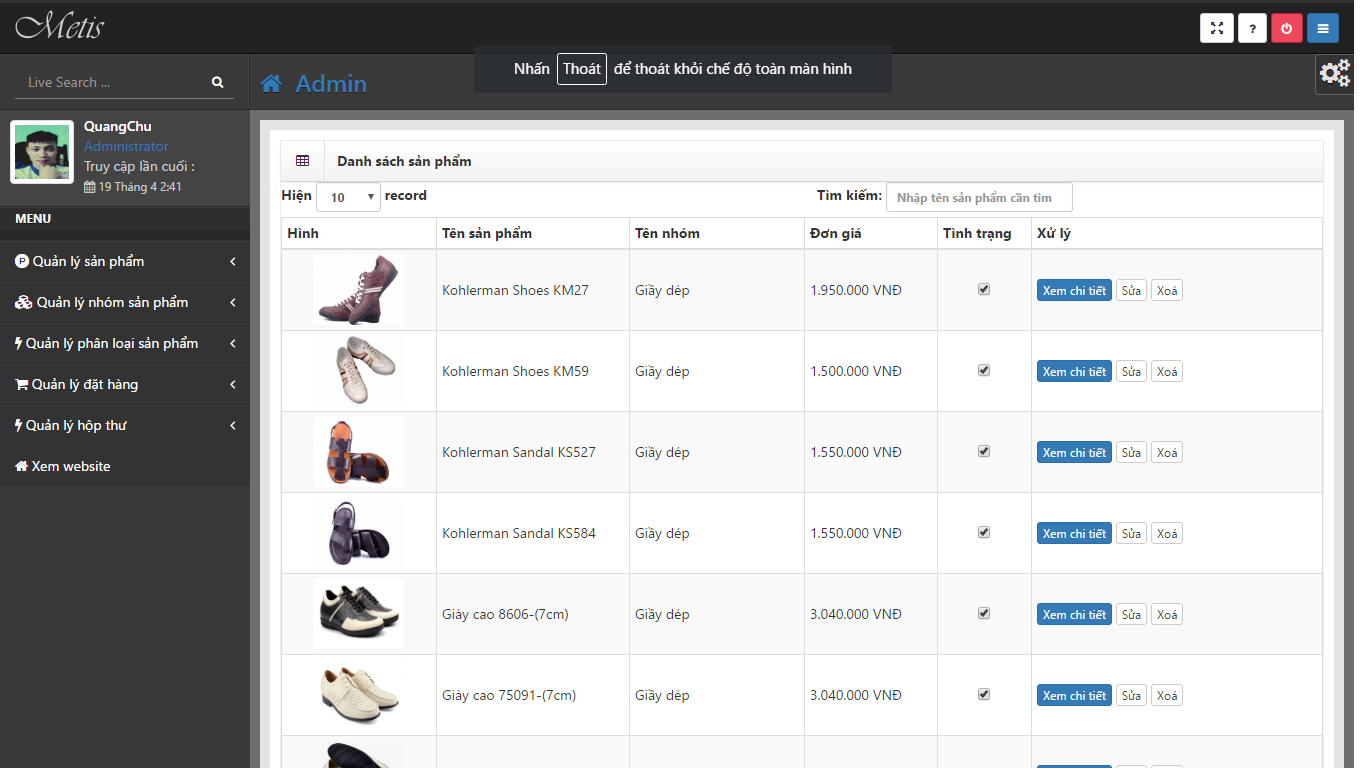 Metis
?
Nhấn Thoát để thoát khỏi chế độ toàn màn hình
Live Search ...
Admin
QuangChu
Administrator
Truy cập lần cuối :
19 Tháng 4 2:41
MENU
P Quản lý sản phẩm
Quản lý nhóm sản phẩm
Quản lý phân loại sản phẩm
Quản lý đặt hàng
Quản lý hộp thư
Xem website
Danh sách sản phẩm
Hiện 10 record
Tìm kiếm: Nhập tên sản phẩm cần tìm
Hình Tên sản phẩm Tên nhóm Đơn giá Tình trạng Xử lý
Kohlerman Shoes KM27 Giầy dép 1.950.000 VNĐ Xem chi tiết Sửa Xoá
Kohlerman Shoes KM59 Giầy dép 1.500.000 VNĐ Xem chi tiết Sửa Xoá
Kohlerman Sandal KS527 Giầy dép 1.550.000 VNĐ Xem chi tiết Sửa Xoá
Kohlerman Sandal KS584 Giầy dép 1.550.000 VNĐ Xem chi tiết Sửa Xoá
Giày cao 8606-(7cm) Giầy dép 3.040.000 VNĐ Xem chi tiết Sửa Xoá
Giày cao 75091-(7cm) Giầy dép 3.040.000 VNĐ Xem chi tiết Sửa Xoá